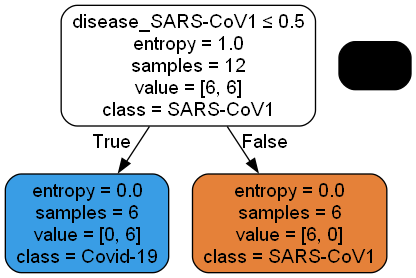 disease_SARS-CoV1 ≤ 0.5
entropy = 1.0
samples = 12
value = [6, 6]
class = SARS-CoV1
True
False
entropy = 0.0
samples = 6
value = [0, 6]
class = Covid-19
entropy = 0.0
samples = 6
value = [6, 0]
class = SARS-CoV1